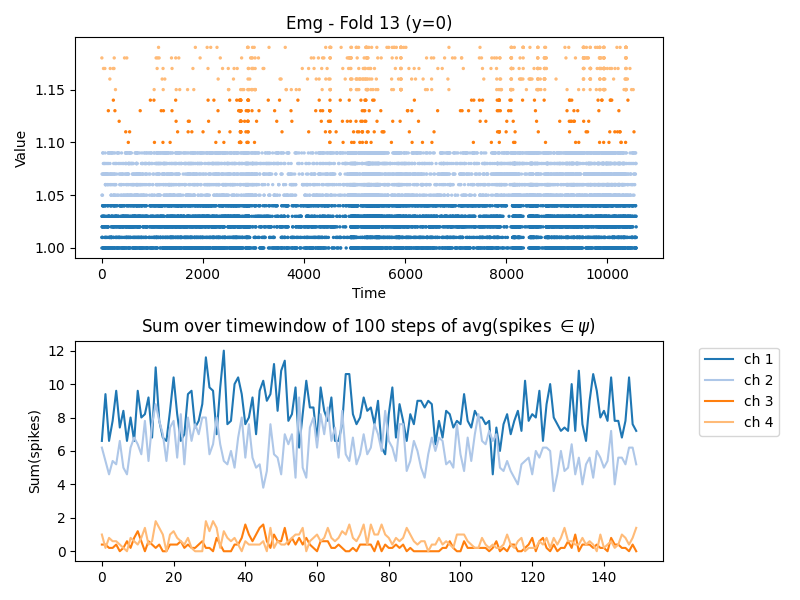 Emg - Fold 13 (y=0)
Value
1.15
1.10
1.05
1.00
0 2000 4000 6000 8000 10000
Time
Sum over timewindow of 100 steps of avg(spikes ∈ ψ)
Sum(spikes)
12
10
8
6
4
2
0
0 20 40 60 80 100 120 140
ch 1
ch 2
ch 3
ch 4